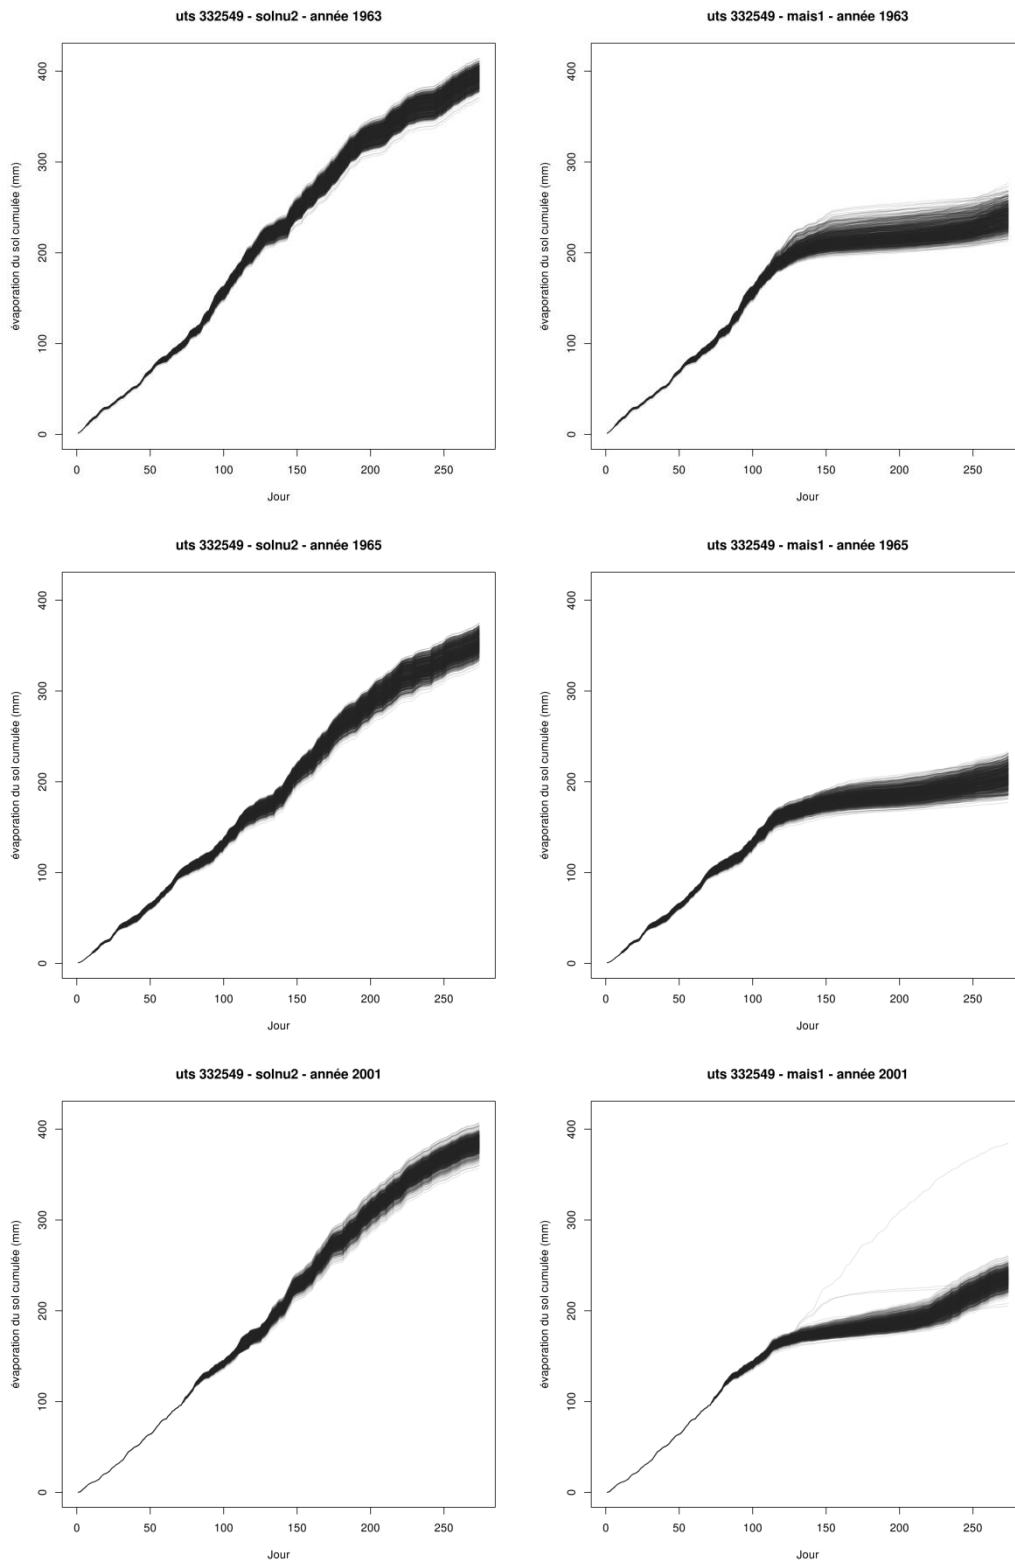 uts 332549 - solnu2 - année 1963
évaporation du sol cumulée (mm)
0 100 200 300 400
0 50 100 150 200 250
Jour
uts 332549 - mais1 - année 1963
évaporation du sol cumulée (mm)
0 100 200 300 400
0 50 100 150 200 250
Jour
uts 332549 - solnu2 - année 1965
évaporation du sol cumulée (mm)
0 100 200 300 400
0 50 100 150 200 250
Jour
uts 332549 - mais1 - année 1965
évaporation du sol cumulée (mm)
0 100 200 300 400
0 50 100 150 200 250
Jour
uts 332549 - solnu2 - année 2001
évaporation du sol cumulée (mm)
0 100 200 300 400
0 50 100 150 200 250
Jour
uts 332549 - mais1 - année 2001
évaporation du sol cumulée (mm)
0 100 200 300 400
0 50 100 150 200 250
Jour